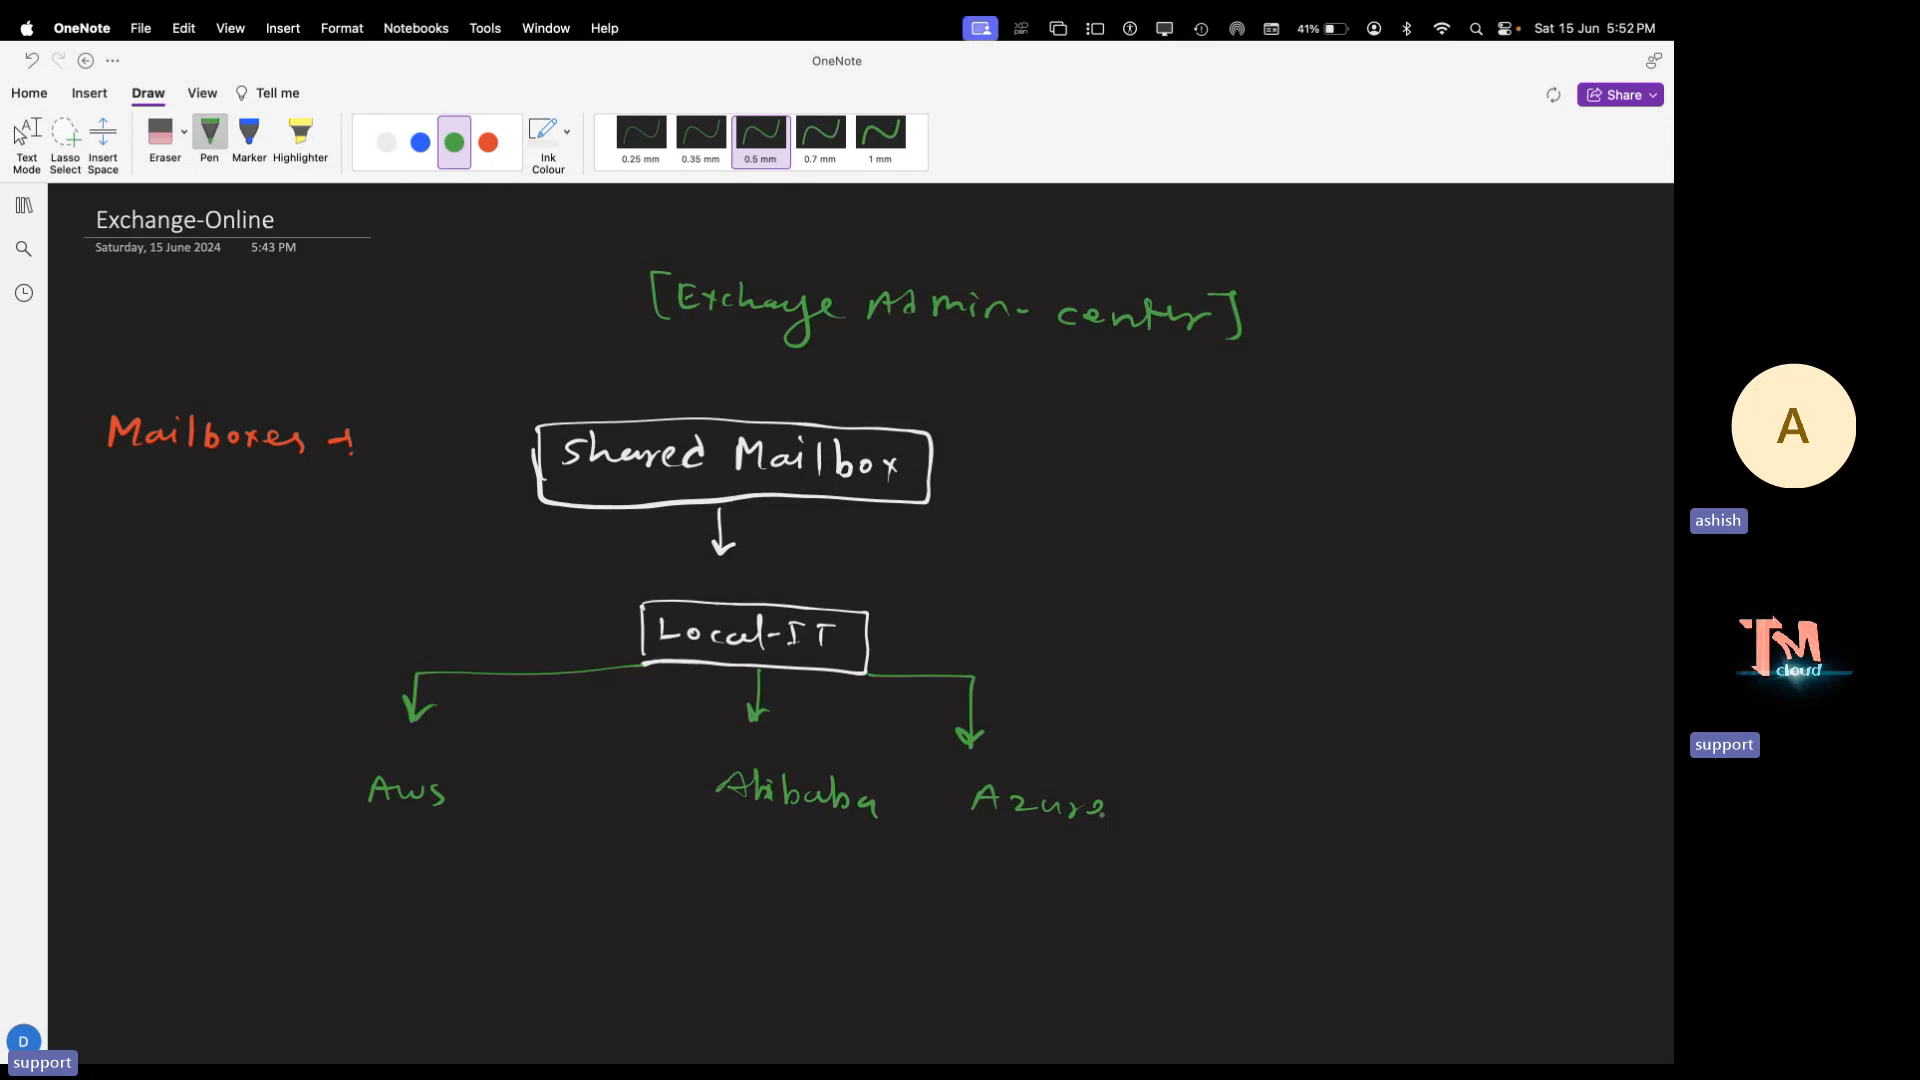 OneNote File Edit View Insert Format Notebooks Tools Window Help 41% Sat 15 Jun 5:52 PM
OneNote
Home Insert Draw View Tell me Share
Text Mode Lasso Select Insert Space Eraser Pen Marker Highlighter Ink Colour 0.25 mm 0.35 mm 0.5 mm 0.7 mm 1 mm
Exchange-Online
Saturday, 15 June 2024 5:43 PM
[Exchange Admin- center]
Mailboxes
Shared Mailbox
Local-IT
Aws Alibaba Azure
A
ashish
TM
cloud
support
D
support